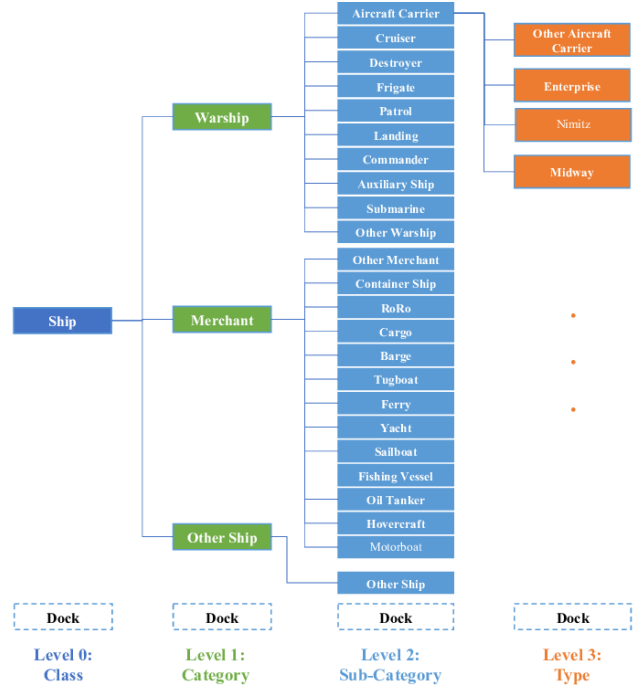 Aircraft Carrier
Cruiser
Destroyer
Frigate
Patrol
Landing
Commander
Auxiliary Ship
Submarine
Other Warship
Other Merchant
Container Ship
RoRo
Cargo
Barge
Tugboat
Ferry
Yacht
Sailboat
Fishing Vessel
Oil Tanker
Hovercraft
Motorboat
Other Ship
Warship
Merchant
Other Ship
Ship
Other Aircraft
Carrier
Enterprise
Nimitz
Midway
Dock
Dock
Dock
Dock
Level 0:
Class
Level 1:
Category
Level 2:
Sub-Category
Level 3:
Type